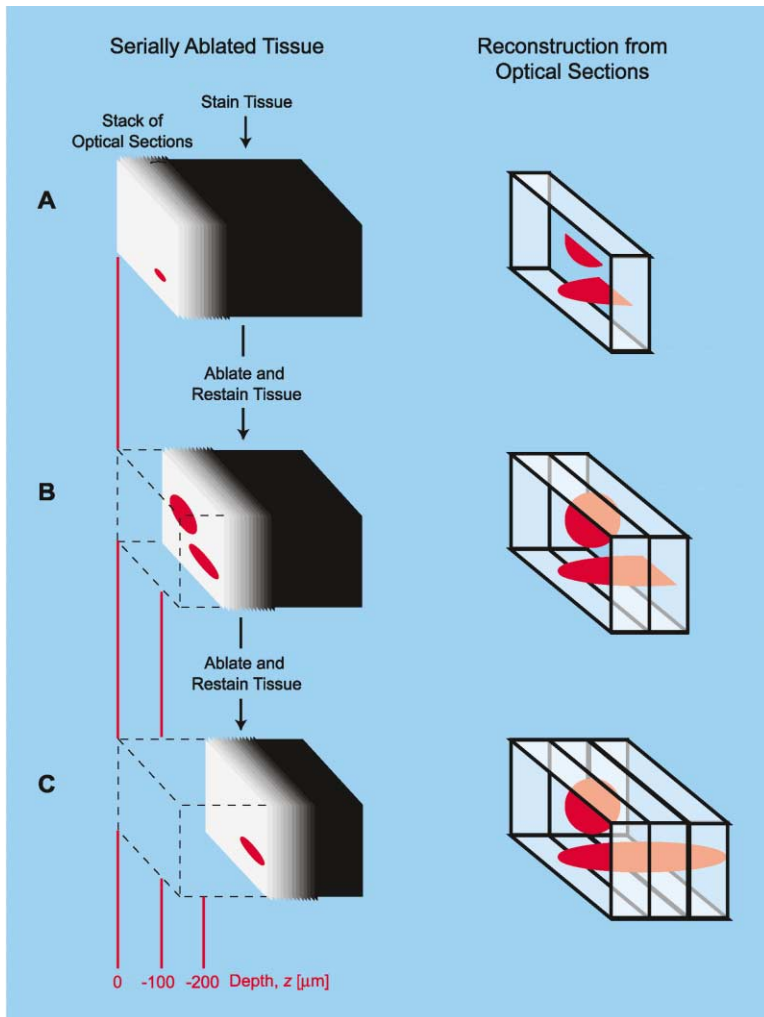 Serially Ablated Tissue
Reconstruction from
Optical Sections
Stain Tissue
Stack of
Optical Sections
A
Ablate and
Restain Tissue
B
Ablate and
Restain Tissue
C
0 -100 -200 Depth, z [μm]